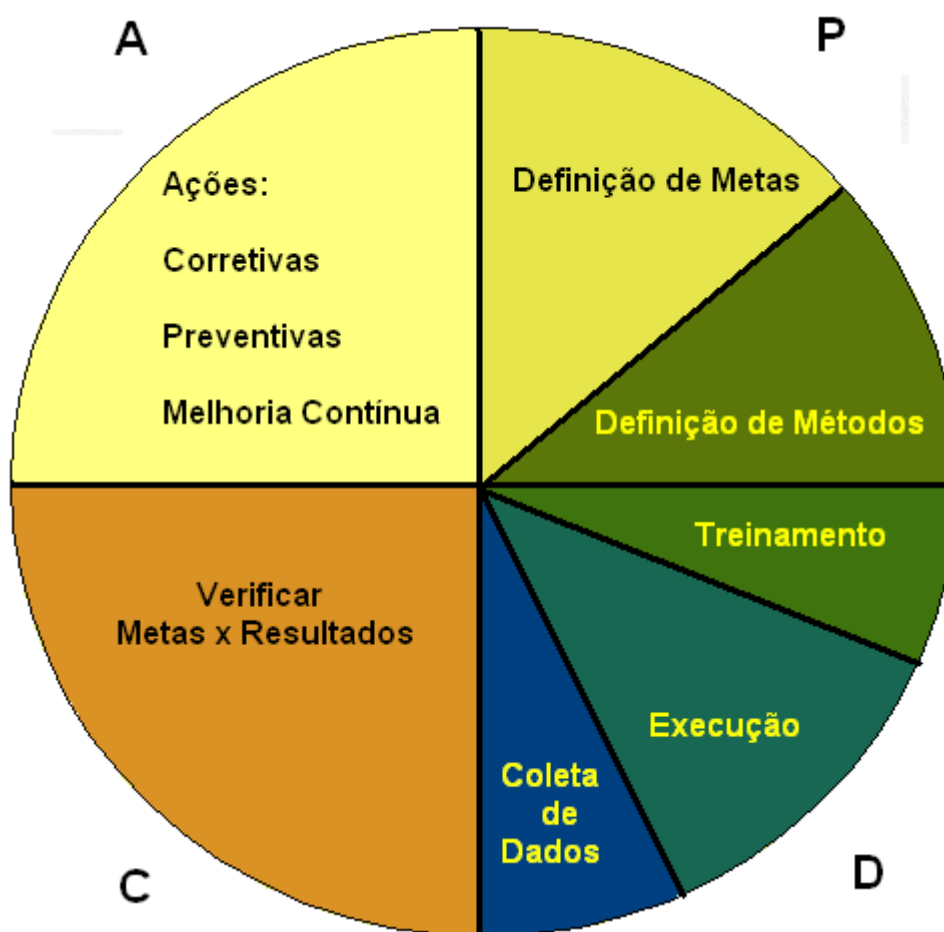 A
P
Ações:
Corretivas
Preventivas
Melhoria Contínua
Definição de Metas
Definição de Métodos
Treinamento
Execução
Coleta
de
Dados
Verificar
Metas x Resultados
C
D